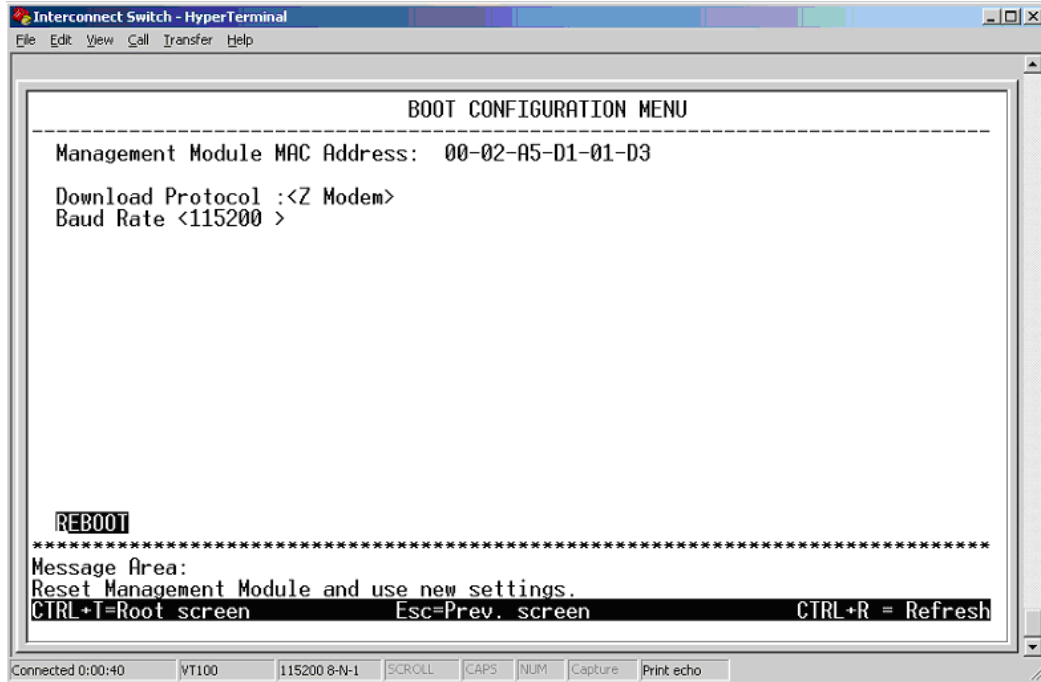 Interconnect Switch - HyperTerminal
File Edit View Call Transfer Help
BOOT CONFIGURATION MENU
--------------------------------------------------------------------------------
Management Module MAC Address: 00-02-A5-D1-01-D3
Download Protocol :<Z Modem>
Baud Rate <115200 >
REBOOT
********************************************************************************
Message Area:
Reset Management Module and use new settings.
CTRL+T=Root screen Esc=Prev. screen CTRL+R = Refresh
Connected 0:00:40 VT100 115200 8-N-1 SCROLL CAPS NUM Capture Print echo